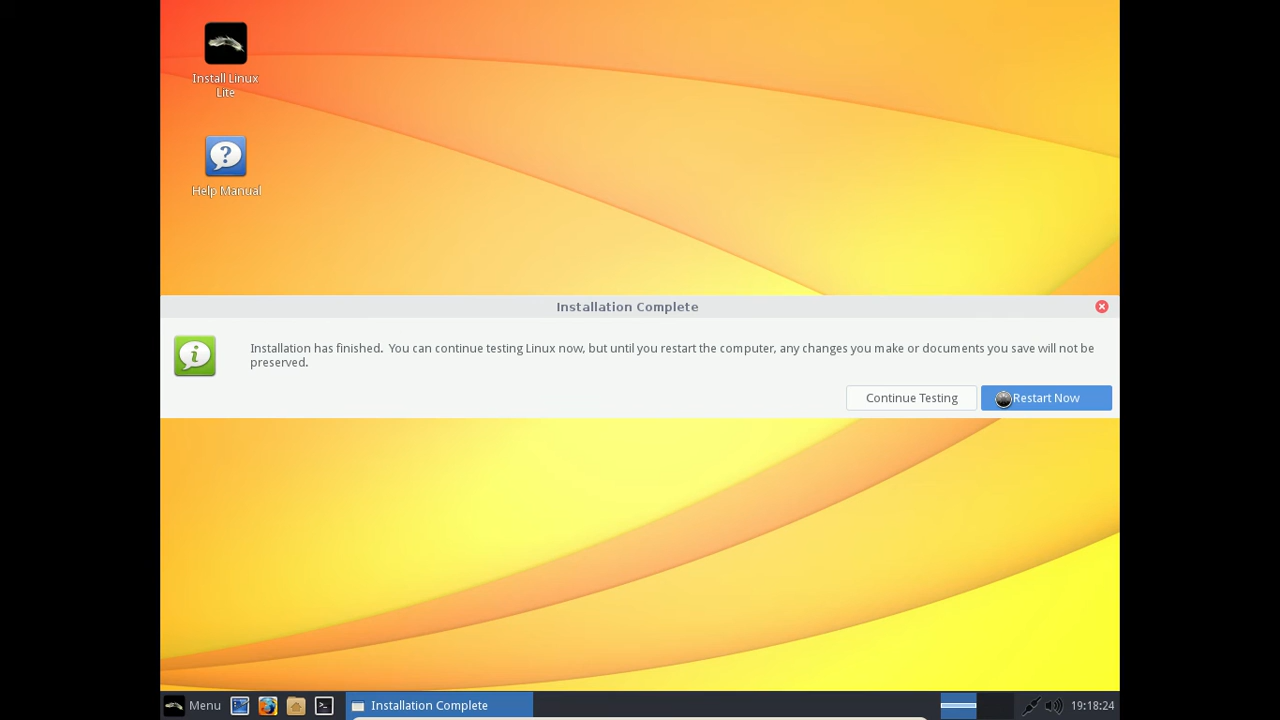 Install Linux
Lite
Help Manual
Installation Complete
Installation has finished.  You can continue testing Linux now, but until you restart the computer, any changes you make or documents you save will not be
preserved.
Continue Testing
Restart Now
Menu
Installation Complete
19:18:24